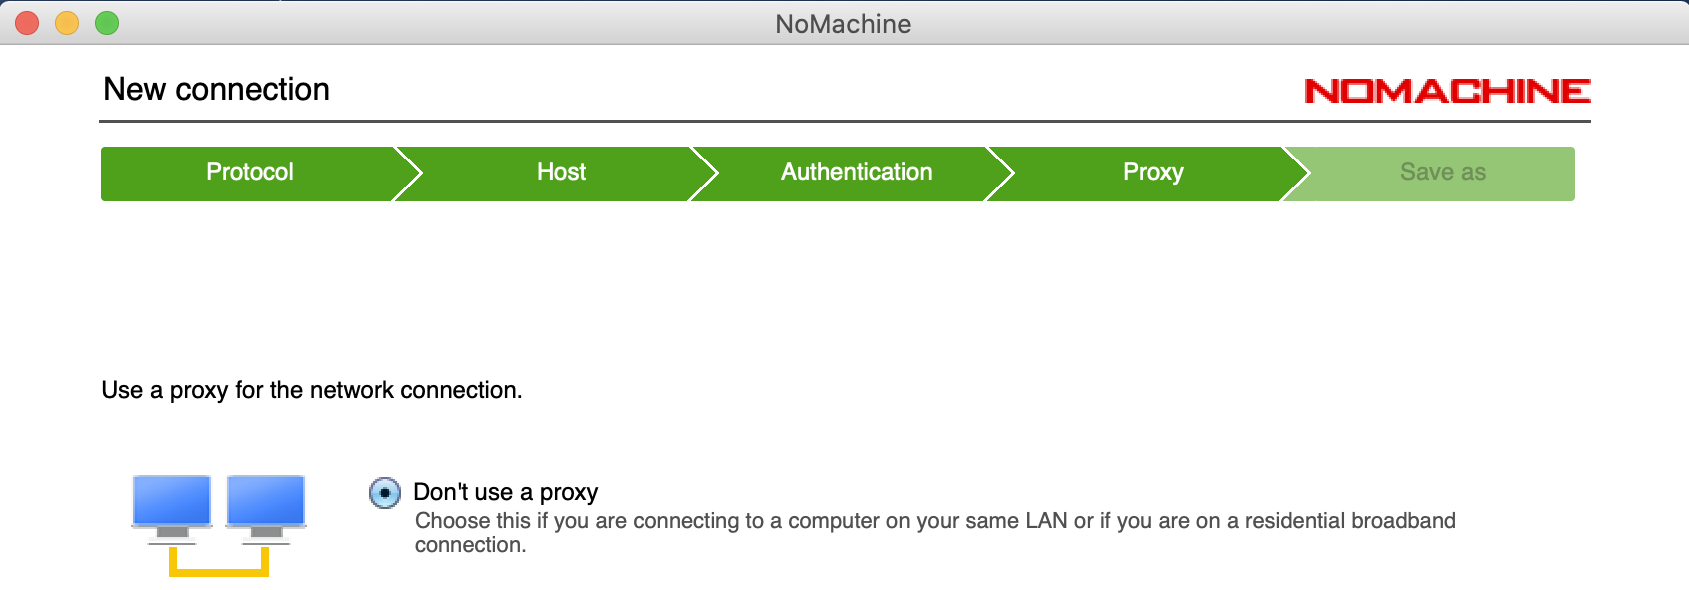 NoMachine
New connection
NOMACHINE
Protocol
Host
Authentication
Proxy
Save as
Use a proxy for the network connection.
Don't use a proxy
Choose this if you are connecting to a computer on your same LAN or if you are on a residential broadband
connection.